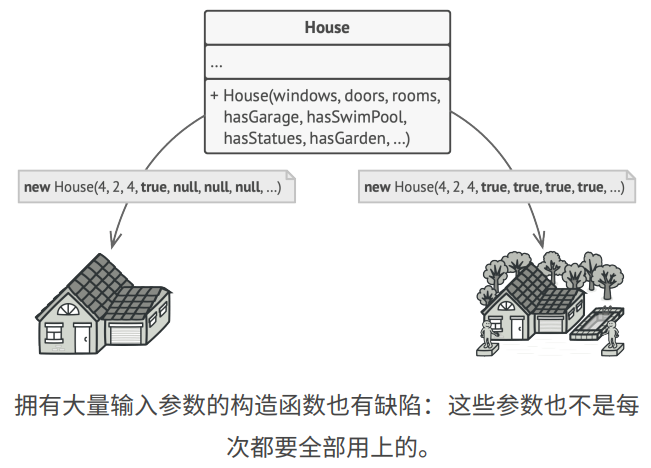 House
...
+ House(windows, doors, rooms,
hasGarage, hasSwimPool,
hasStatues, hasGarden, ...)
new House(4, 2, 4, true, null, null, null, ...)
new House(4, 2, 4, true, true, true, true, ...)
拥有大量输入参数的构造函数也有缺陷：这些参数也不是每
次都要全部用上的。